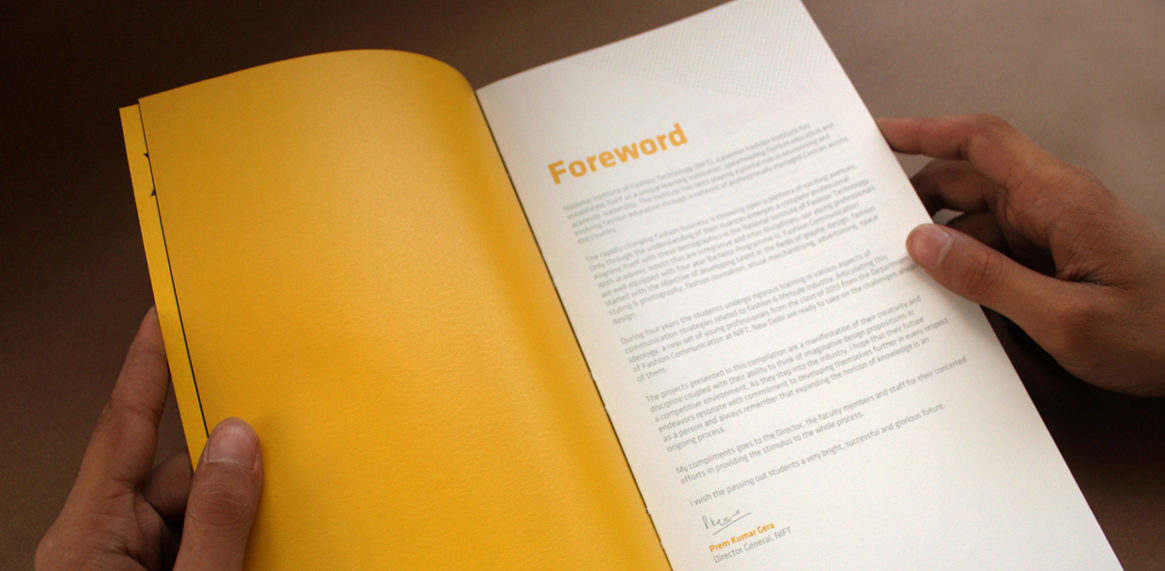 Foreword
National Institute of Fashion Technology (NIFT), a premier Fashion Institute has
established itself as a unique learning institution, spearheading fashion education and
academic leadership. The institute has been playing a pivotal role in envisioning and
evolving fashion education through a network of professionally managed Centres across
the country.
The rapidly changing fashion business is throwing open a plethora of exciting avenues.
Only through the understanding of their nuances emerges a complete professional.
Aligning itself with these demographics is the National Institute of Fashion Technology.
With academic inputs that are integrative and inter disciplinary, our young professionals
are well equipped with four year Bachelor Programme in 'Fashion Communication'
started with the objective of developing talent in the fields of graphic design, fashion
styling & photography, fashion journalism, visual merchandising, advertising, space
design.
During four years the students undergo rigorous training in various aspects of
communication strategies related to fashion & lifestyle industry. Articulating this
ideology, a new set of young professionals from the class of 2013 from the Department
of Fashion Communication at NIFT, New Delhi are ready to take on the challenges ahead
of them.
The projects presented in this compilation are a manifestation of their creativity and
discipline coupled with their ability to think of imaginative design propositions in
a competitive environment. As they step into the industry, I hope that their future
endeavors resonate with commitment to developing themselves further in every respect
as a person and always remember that expanding the horizon of knowledge is an
ongoing process.
My compliments goes to the Director, the faculty members and staff for their concerted
efforts in providing the stimulus to the whole process.
I wish the passing out students a very bright, successful and glorious future.
Prem Kumar Gera
Director General, NIFT